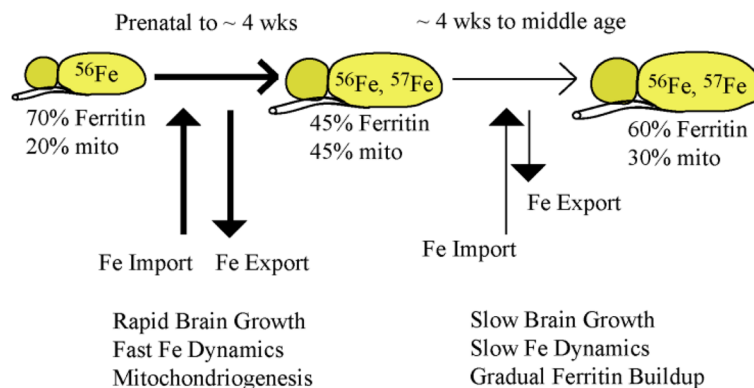 Prenatal to ~ 4 wks
~ 4 wks to middle age
⁵⁶Fe
⁵⁶Fe, ⁵⁷Fe
⁵⁶Fe, ⁵⁷Fe
70% Ferritin
20% mito
45% Ferritin
45% mito
60% Ferritin
30% mito
Fe Import
Fe Export
Fe Import
Fe Export
Rapid Brain Growth
Fast Fe Dynamics
Mitochondriogenesis
Slow Brain Growth
Slow Fe Dynamics
Gradual Ferritin Buildup